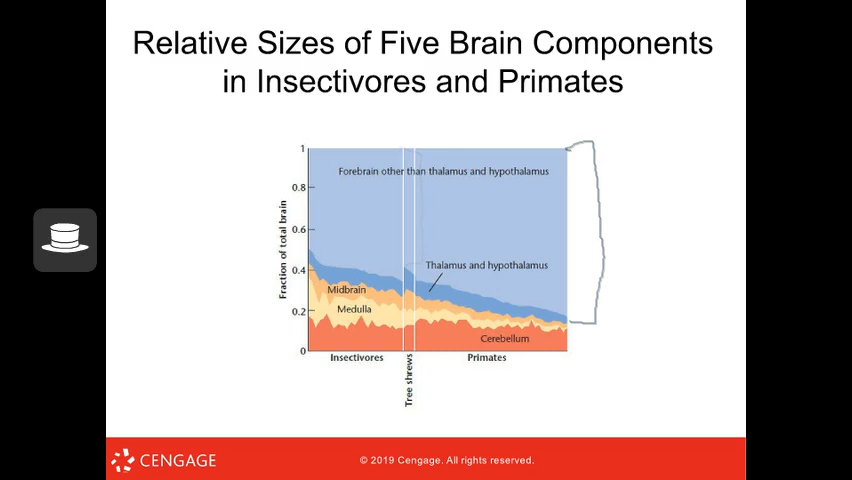 Relative Sizes of Five Brain Components
in Insectivores and Primates
1
Forebrain other than thalamus and hypothalamus
0.8
0.6
Fraction of total brain
0.4
Thalamus and hypothalamus
Midbrain
0.2
Medulla
Cerebellum
0
Insectivores
Tree shrews
Primates
CENGAGE
© 2019 Cengage. All rights reserved.